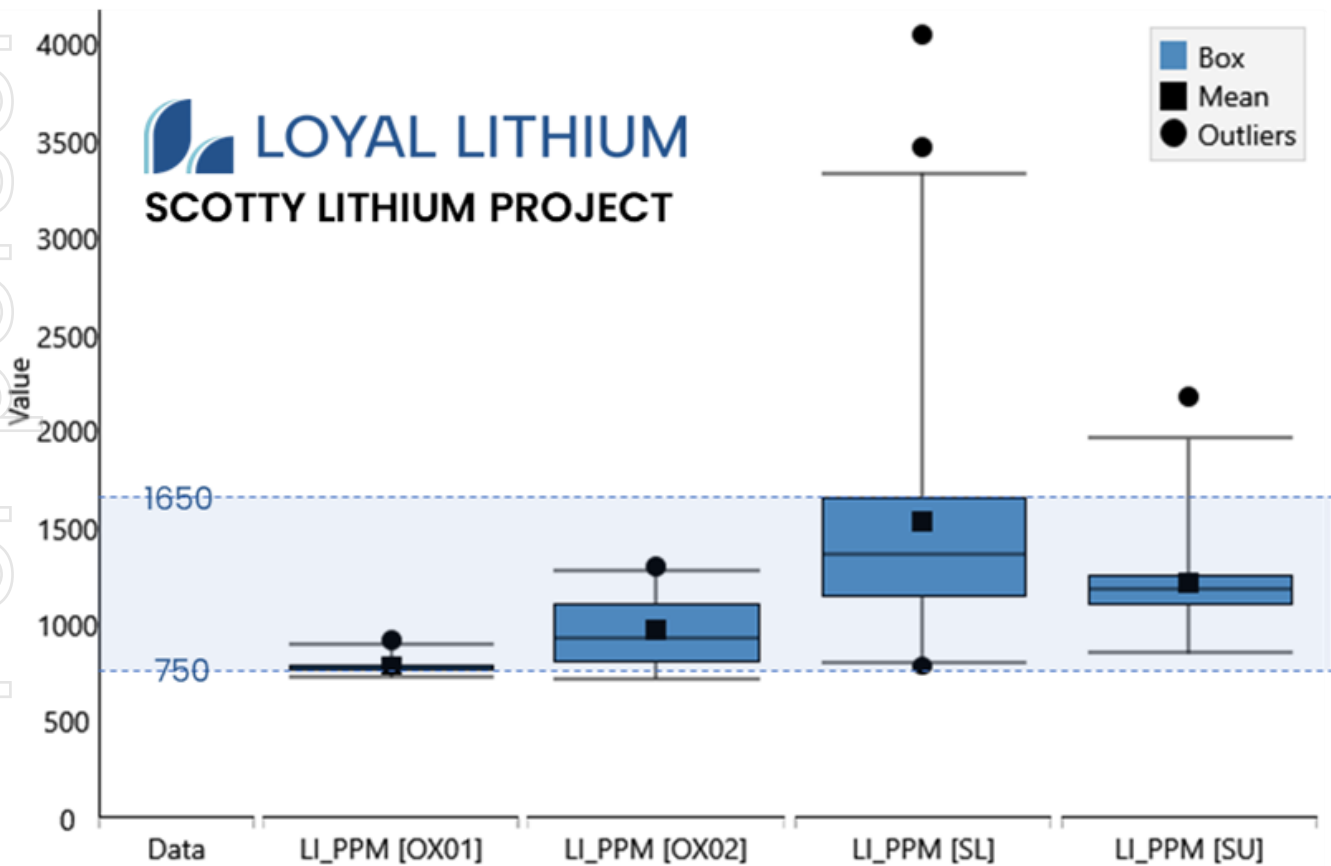 4000
3500
3000
2500
2000
1500
1000
500
0
Value
LOYAL LITHIUM
SCOTTY LITHIUM PROJECT
Box
Mean
Outliers
1650
750
Data
LI_PPM [OX01]
LI_PPM [OX02]
LI_PPM [SL]
LI_PPM [SU]